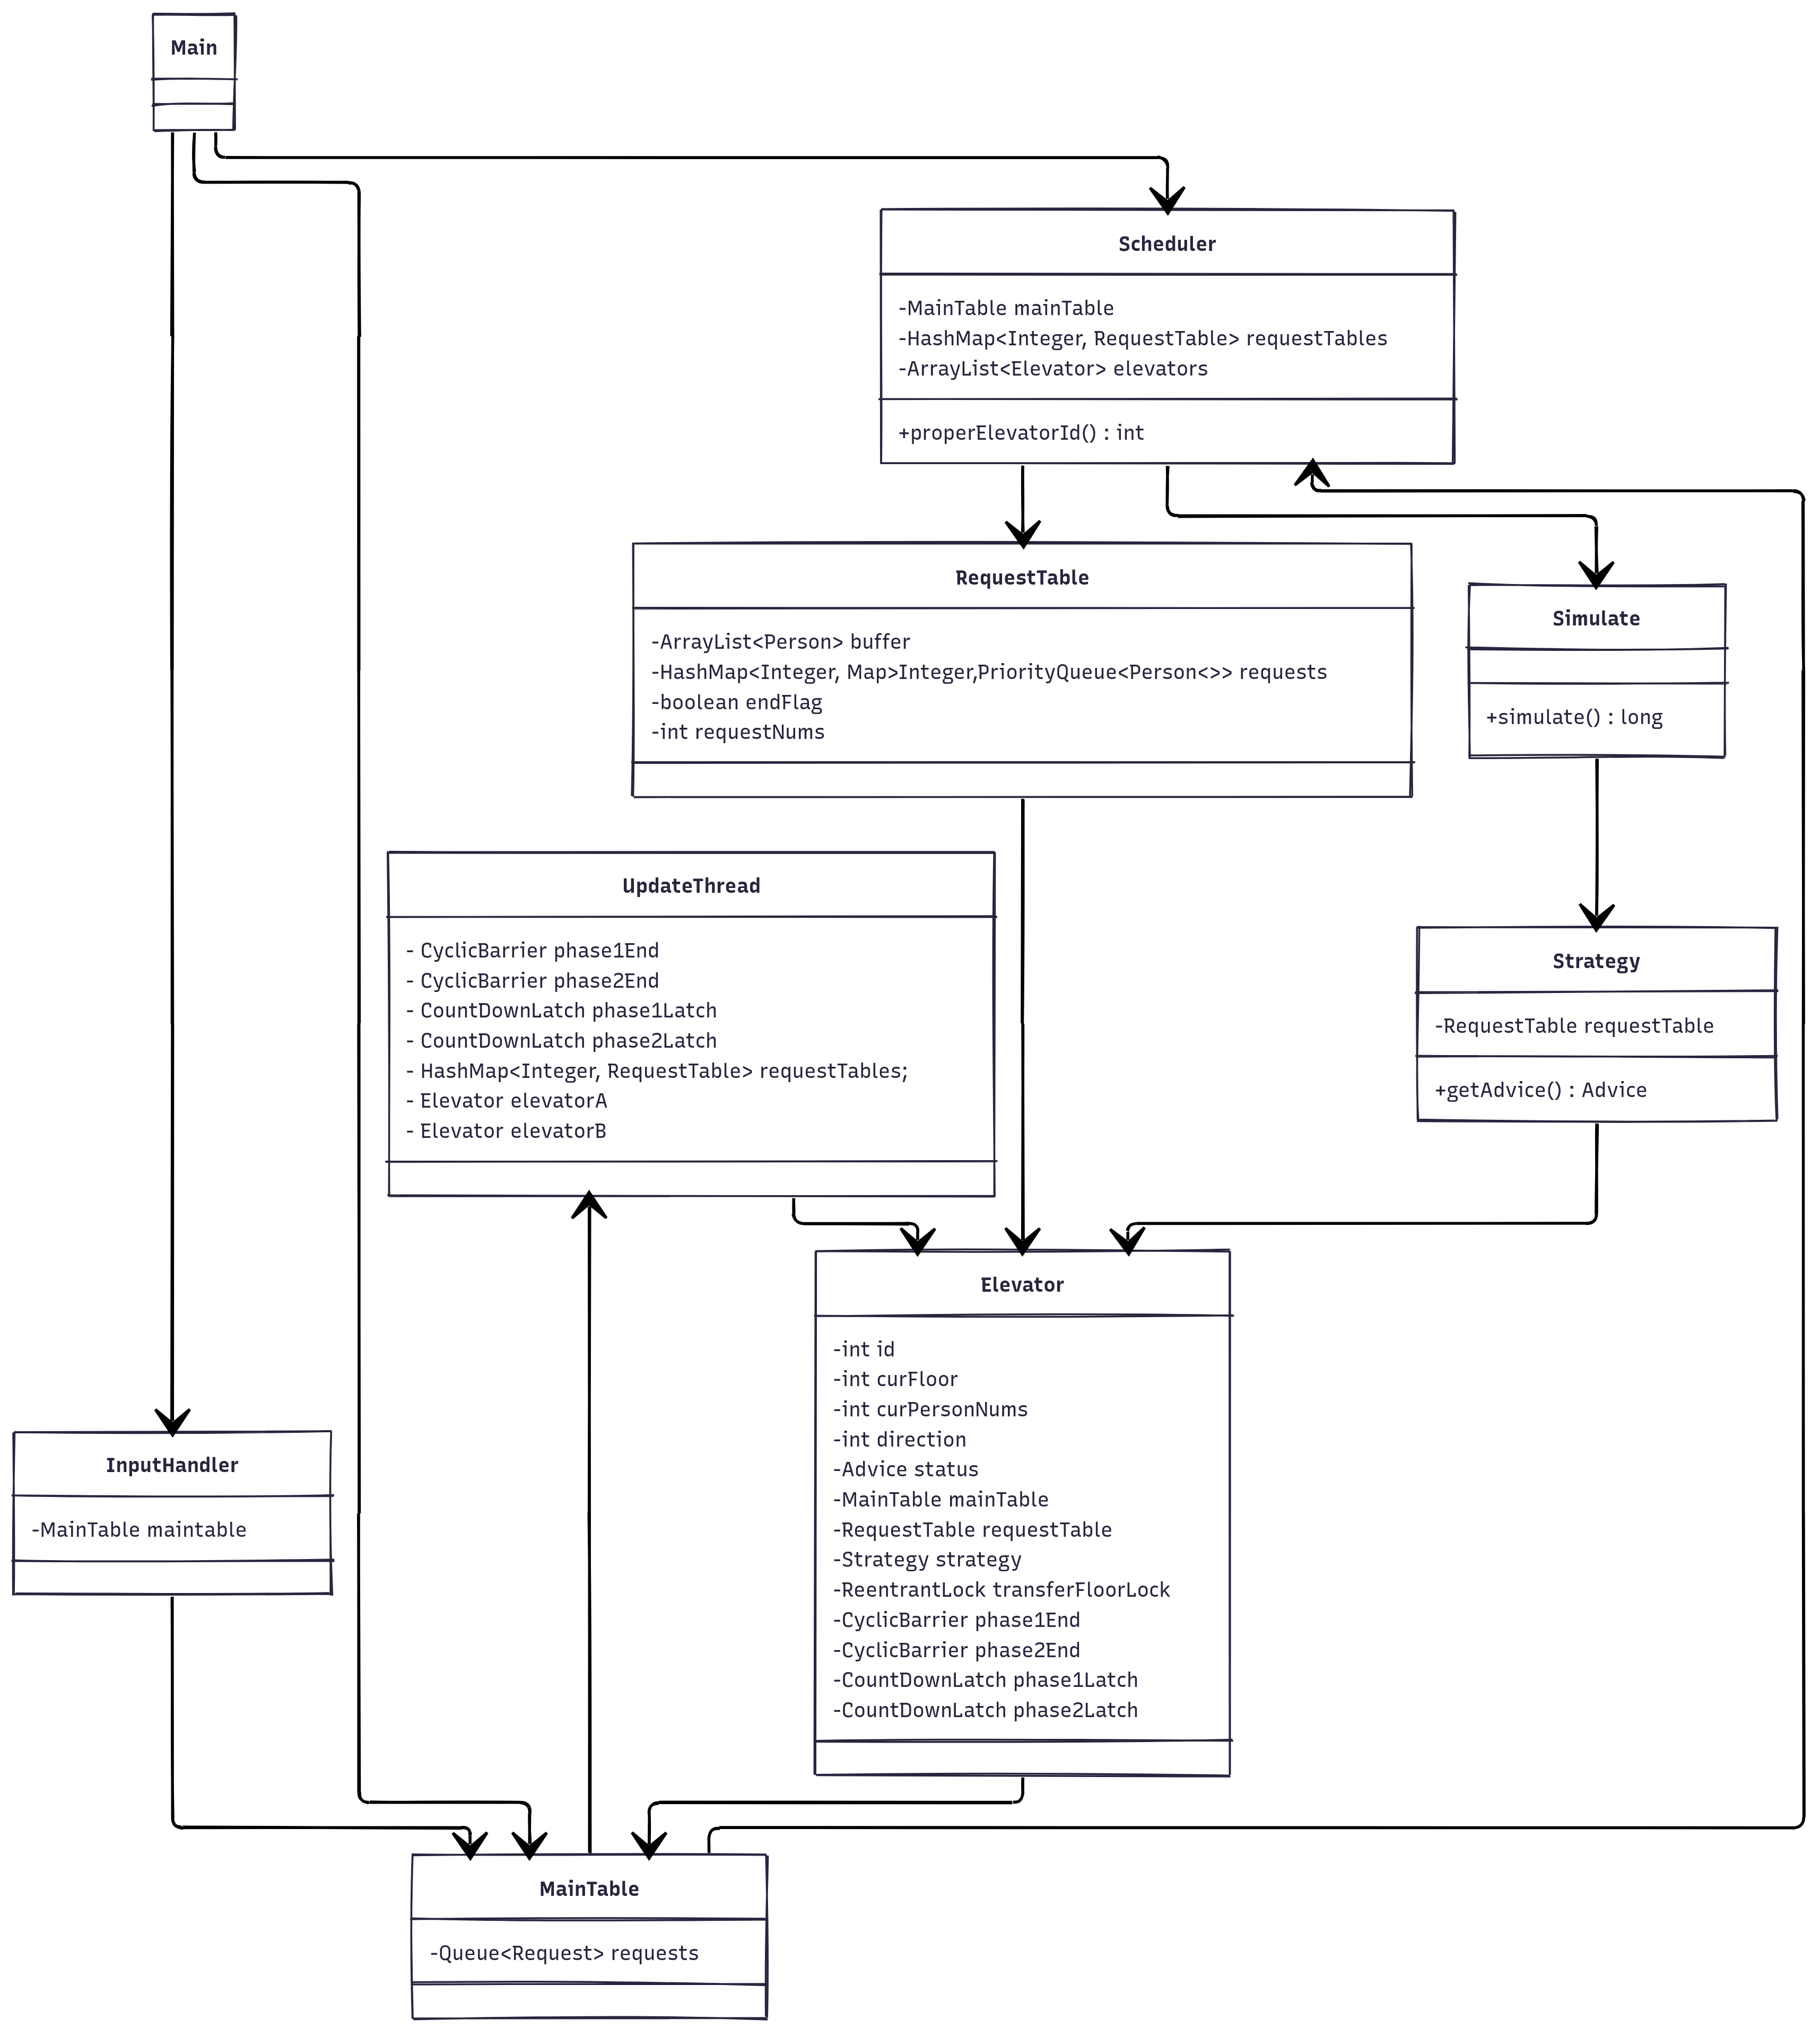 Main
Scheduler
-MainTable mainTable
-HashMap<Integer, RequestTable> requestTables
-ArrayList<Elevator> elevators
+properElevatorId() : int
RequestTable
-ArrayList<Person> buffer
-HashMap<Integer, Map>Integer,PriorityQueue<Person<>> requests
-boolean endFlag
-int requestNums
Simulate
+simulate() : long
UpdateThread
- CyclicBarrier phase1End
- CyclicBarrier phase2End
- CountDownLatch phase1Latch
- CountDownLatch phase2Latch
- HashMap<Integer, RequestTable> requestTables;
- Elevator elevatorA
- Elevator elevatorB
Strategy
-RequestTable requestTable
+getAdvice() : Advice
Elevator
-int id
-int curFloor
-int curPersonNums
-int direction
-Advice status
-MainTable mainTable
-RequestTable requestTable
-Strategy strategy
-ReentrantLock transferFloorLock
-CyclicBarrier phase1End
-CyclicBarrier phase2End
-CountDownLatch phase1Latch
-CountDownLatch phase2Latch
InputHandler
-MainTable maintable
MainTable
-Queue<Request> requests